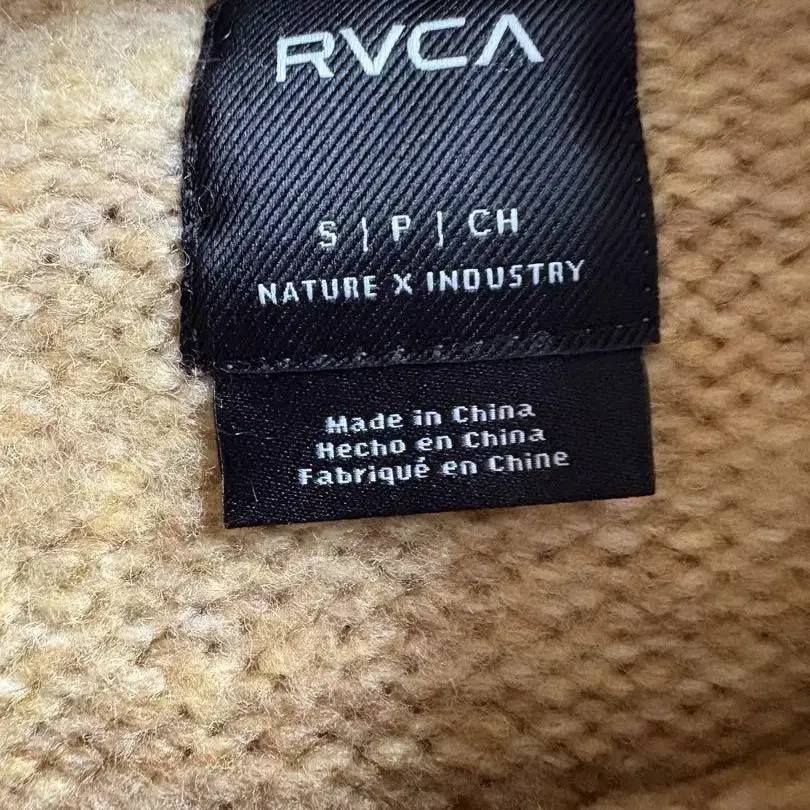 RVCA
S | P | CH
NATURE X INDUSTRY
Made in China
Hecho en China
Fabriqué en Chine